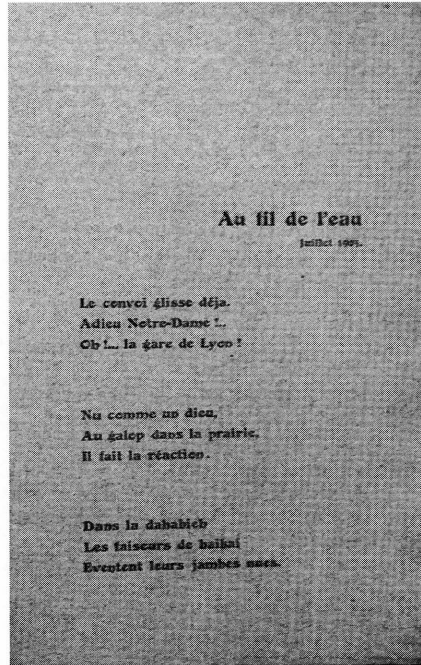 Au fil de l'eau
Juillet 1905.
Le convoi glisse déja.
Adieu Notre-Dame !..
Oh !... la gare de Lyon !
Nu comme un dieu,
Au galop dans la prairie,
Il fait la réaction.
Dans la dahabieh
Les faiseurs de haïkaï
Eventent leurs jambes nues.